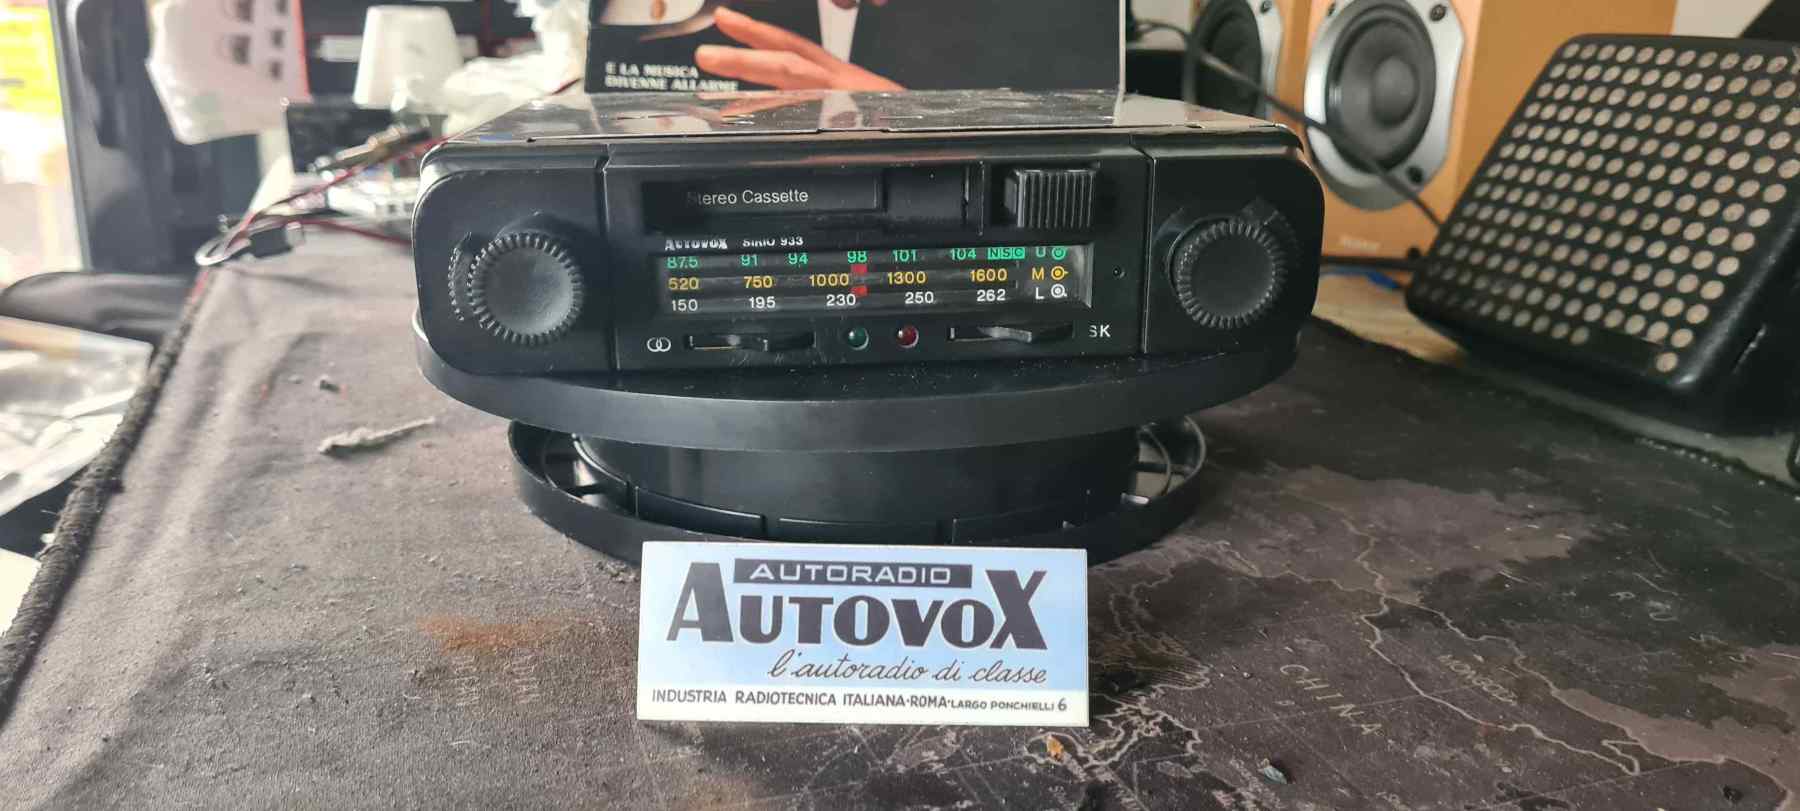 E LA MUSICA
DIVENNE ALLARME
Stereo Cassette
AUTOVOX SIRIO 933
87.5 91 94 98 101 104 NSC U
520 750 1000 1300 1600 M
150 195 230 250 262 L
SK
AUTORADIO
AUTOVOX
l'autoradio di classe
INDUSTRIA RADIOTECNICA ITALIANA·ROMA·LARGO PONCHIELLI 6
CHINA
MONGOLIA